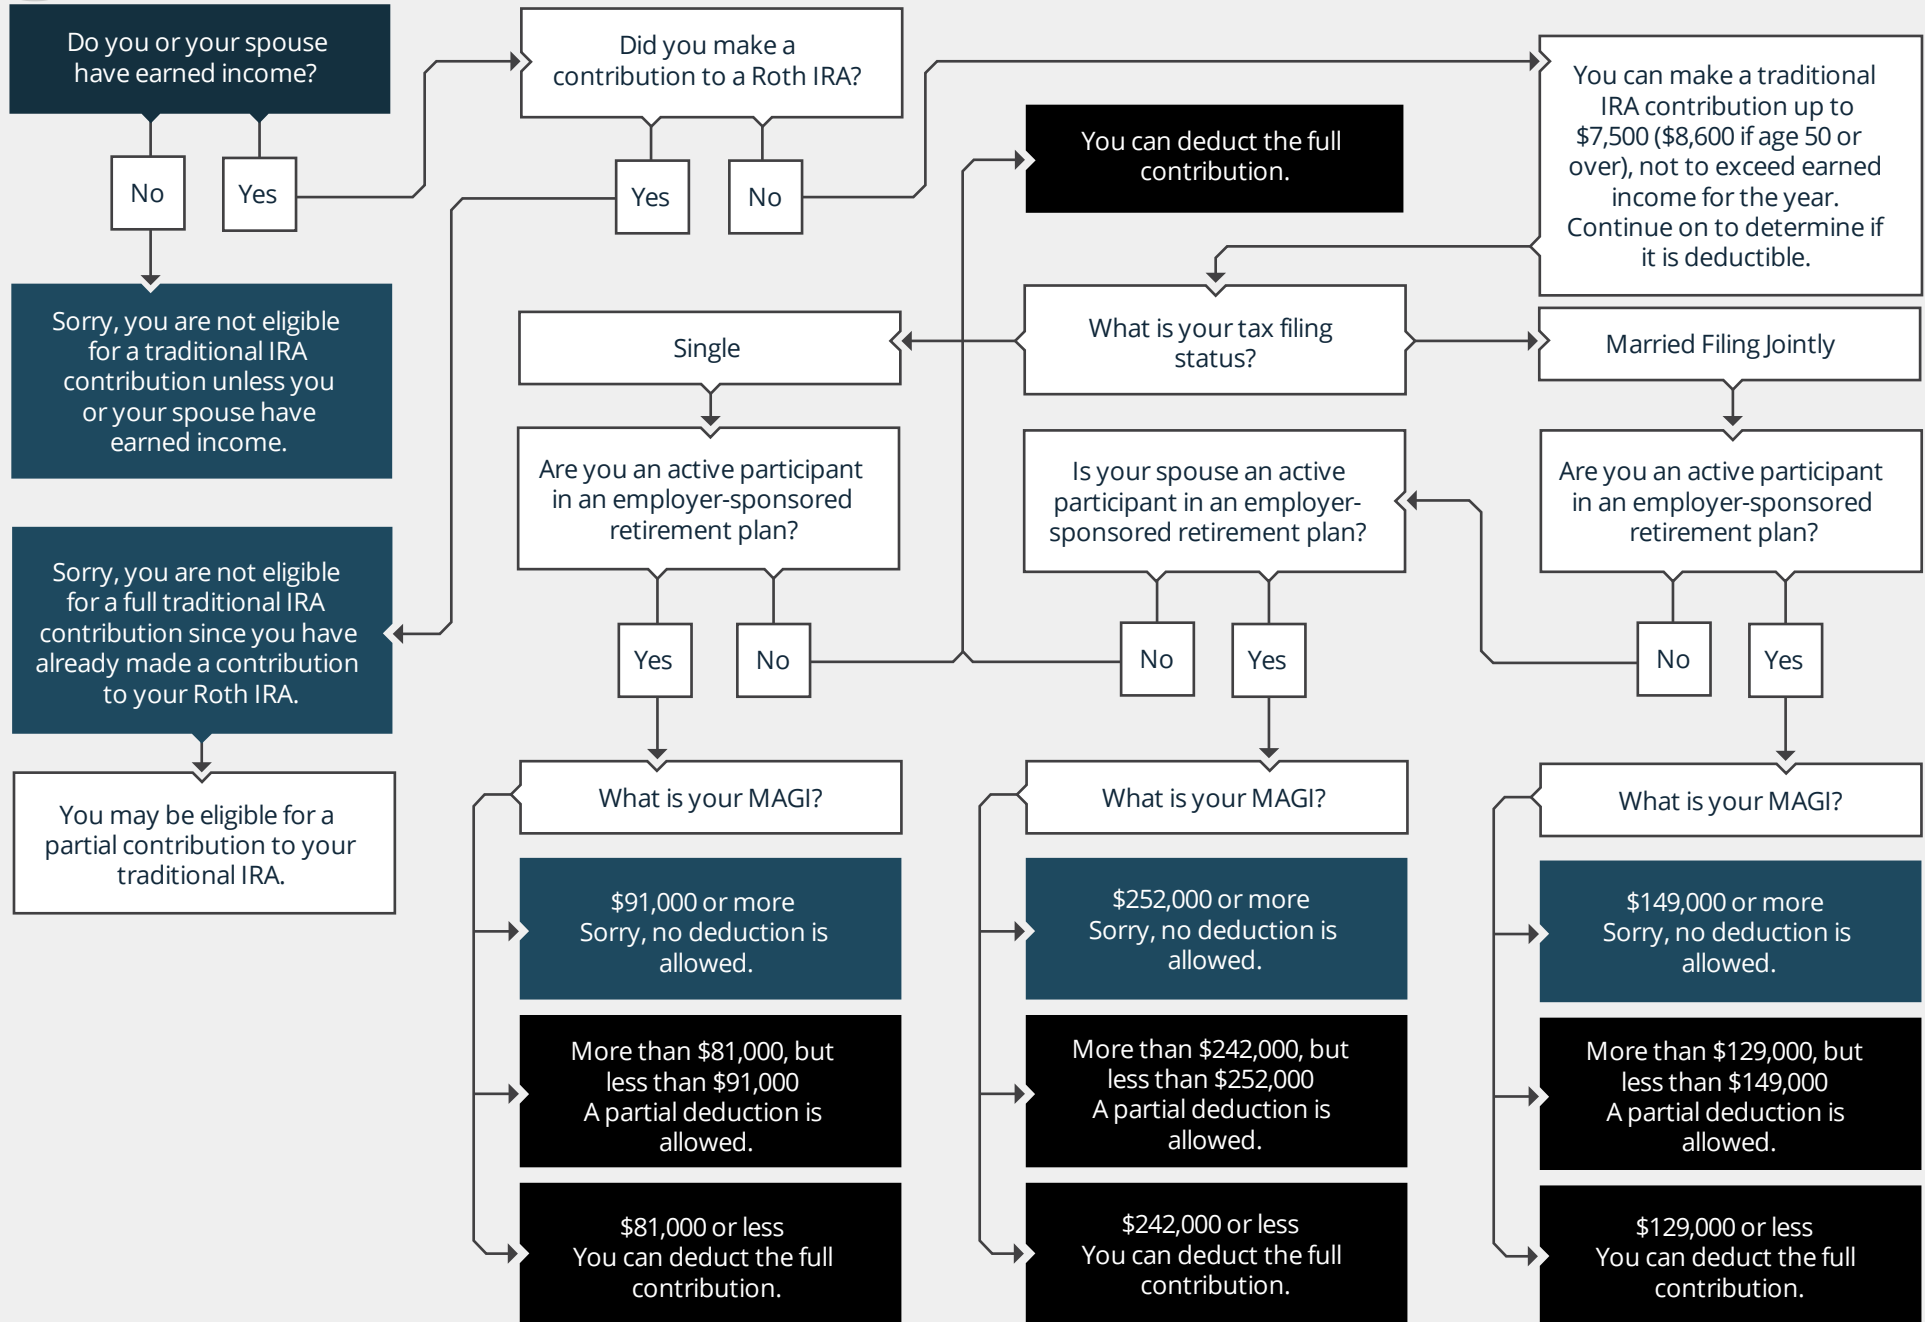 Do you or your spouse
have earned income?
No
Yes
Sorry, you are not eligible
for a traditional IRA
contribution unless you
or your spouse have
earned income.
Did you make a
contribution to a Roth IRA?
Yes
No
Sorry, you are not eligible
for a full traditional IRA
contribution since you have
already made a contribution
to your Roth IRA.
You may be eligible for a
partial contribution to your
traditional IRA.
You can make a traditional
IRA contribution up to
$7,500 ($8,600 if age 50 or
over), not to exceed earned
income for the year.
Continue on to determine if
it is deductible.
You can deduct the full
contribution.
What is your tax filing
status?
Single
Are you an active participant
in an employer-sponsored
retirement plan?
Yes
No
What is your MAGI?
$91,000 or more
Sorry, no deduction is
allowed.
More than $81,000, but
less than $91,000
A partial deduction is
allowed.
$81,000 or less
You can deduct the full
contribution.
Married Filing Jointly
Are you an active participant
in an employer-sponsored
retirement plan?
No
Yes
Is your spouse an active
participant in an employer-
sponsored retirement plan?
No
Yes
What is your MAGI?
$252,000 or more
Sorry, no deduction is
allowed.
More than $242,000, but
less than $252,000
A partial deduction is
allowed.
$242,000 or less
You can deduct the full
contribution.
What is your MAGI?
$149,000 or more
Sorry, no deduction is
allowed.
More than $129,000, but
less than $149,000
A partial deduction is
allowed.
$129,000 or less
You can deduct the full
contribution.